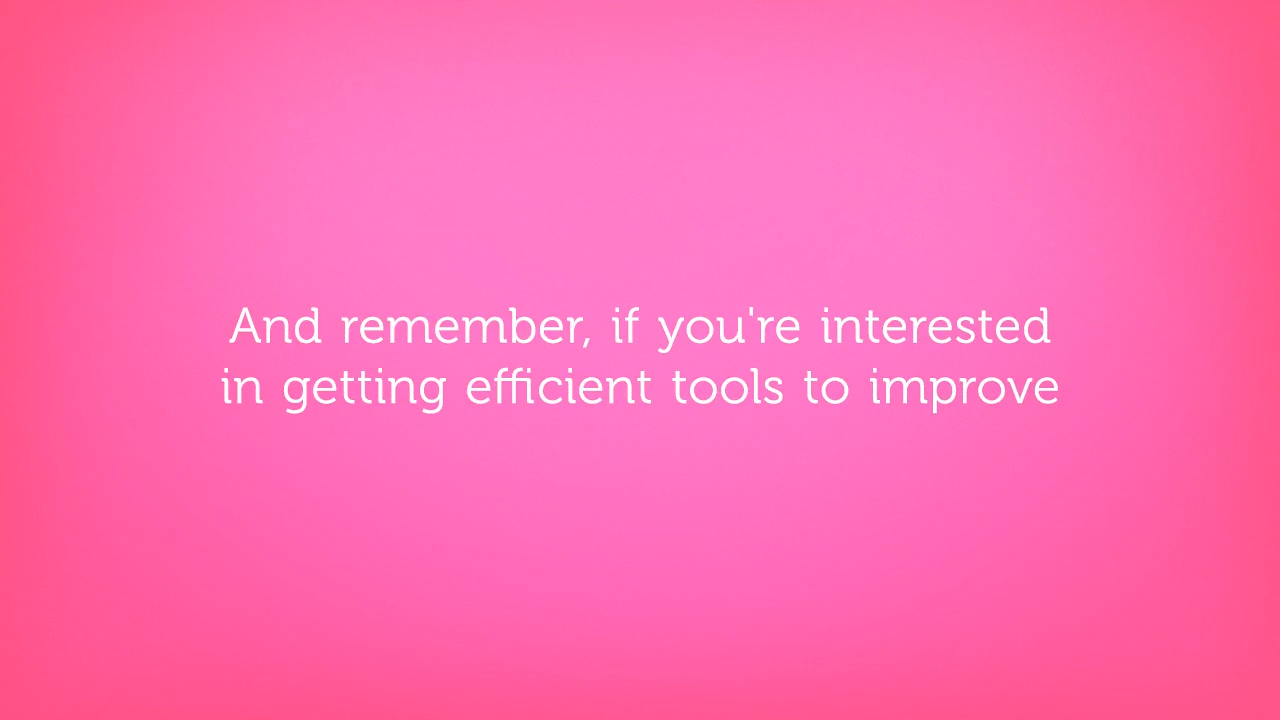 And remember, if you're interested
in getting efficient tools to improve